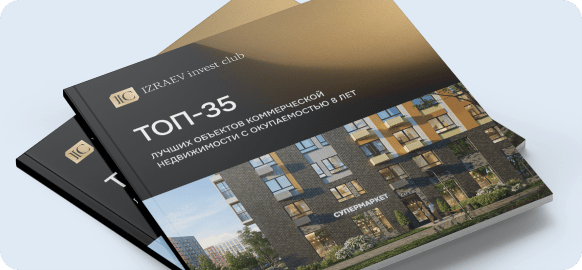 IZRAEV invest club
ТОП-35
ЛУЧШИХ ОБЪЕКТОВ КОММЕРЧЕСКОЙ
НЕДВИЖИМОСТИ С ОКУПАЕМОСТЬЮ 8 ЛЕТ
СУПЕРМАРКЕТ
Т